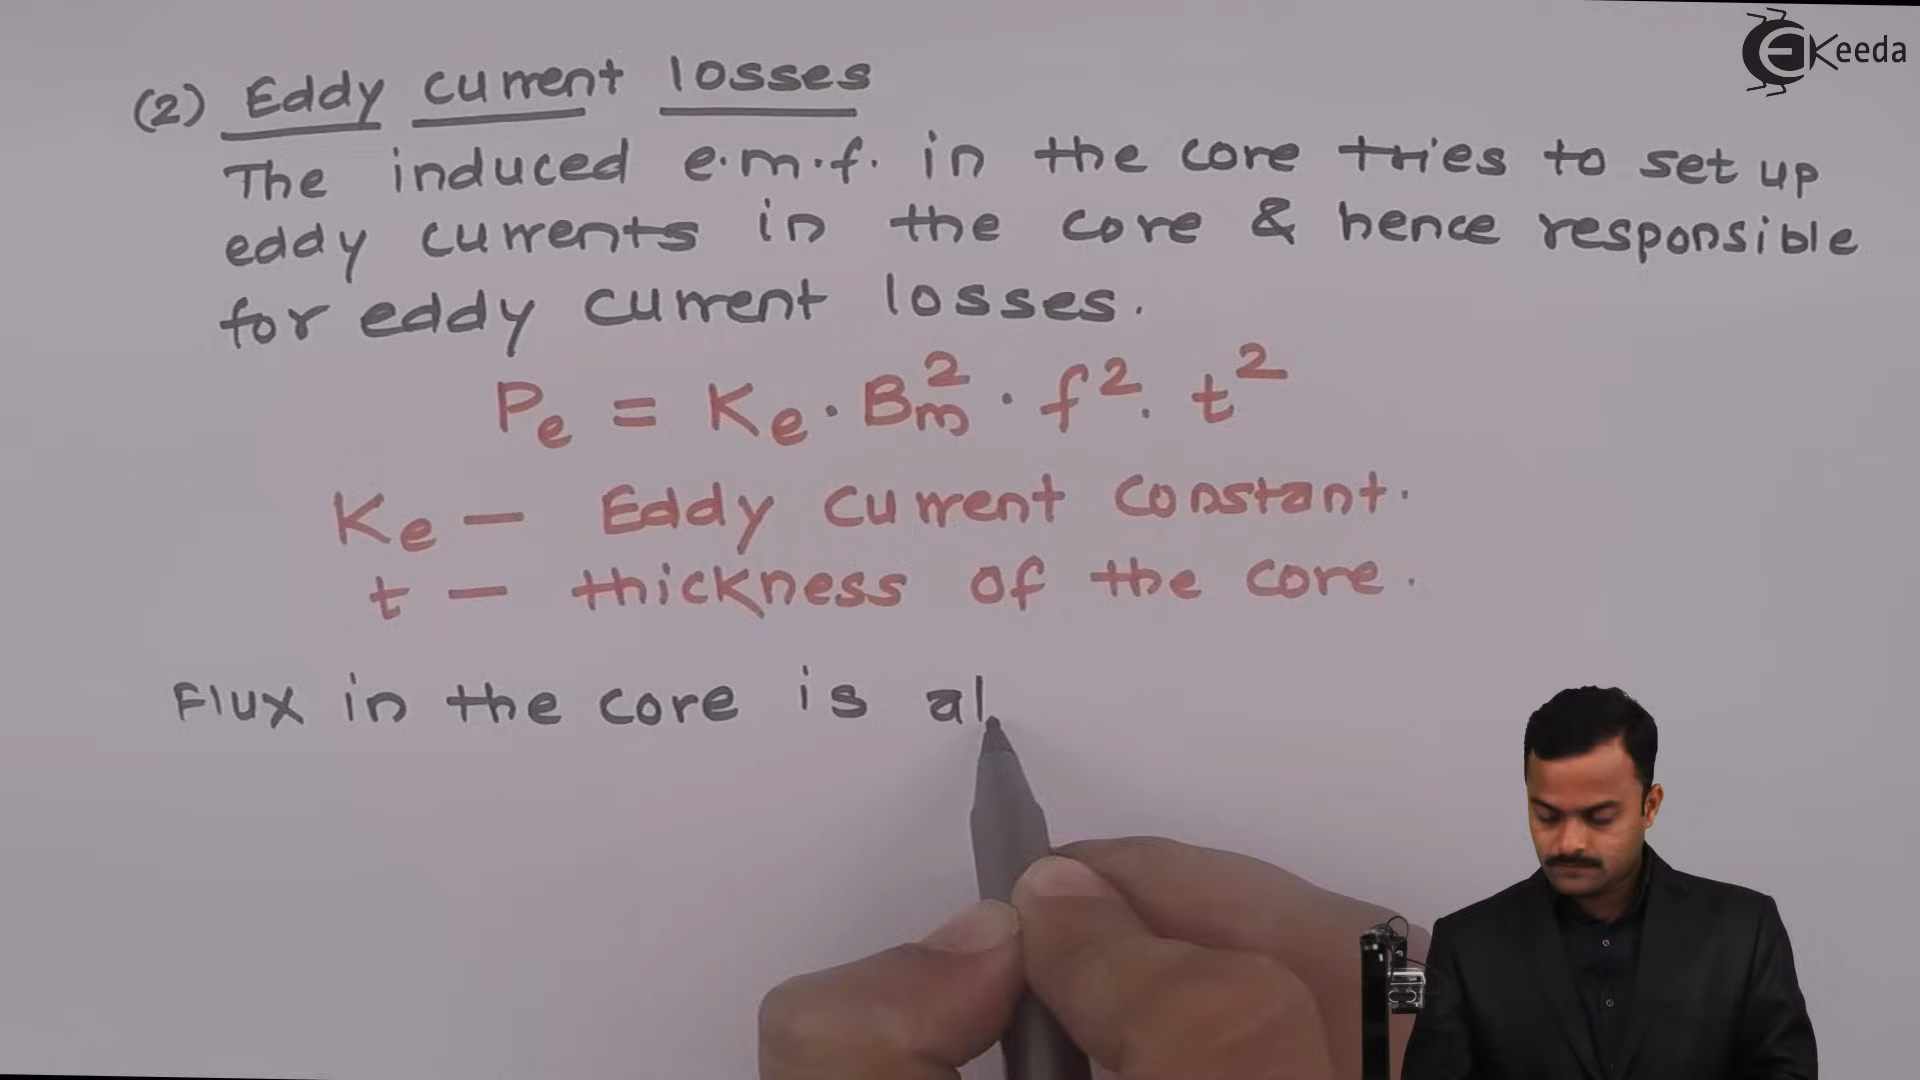 EKeeda
(2) Eddy current losses
The induced e.m.f. in the core tries to set up
eddy currents in the core & hence responsible
for eddy current losses.
Pe = Ke · Bm² · f² · t²
Ke — Eddy current constant.
t — thickness of the core.
Flux in the core is al